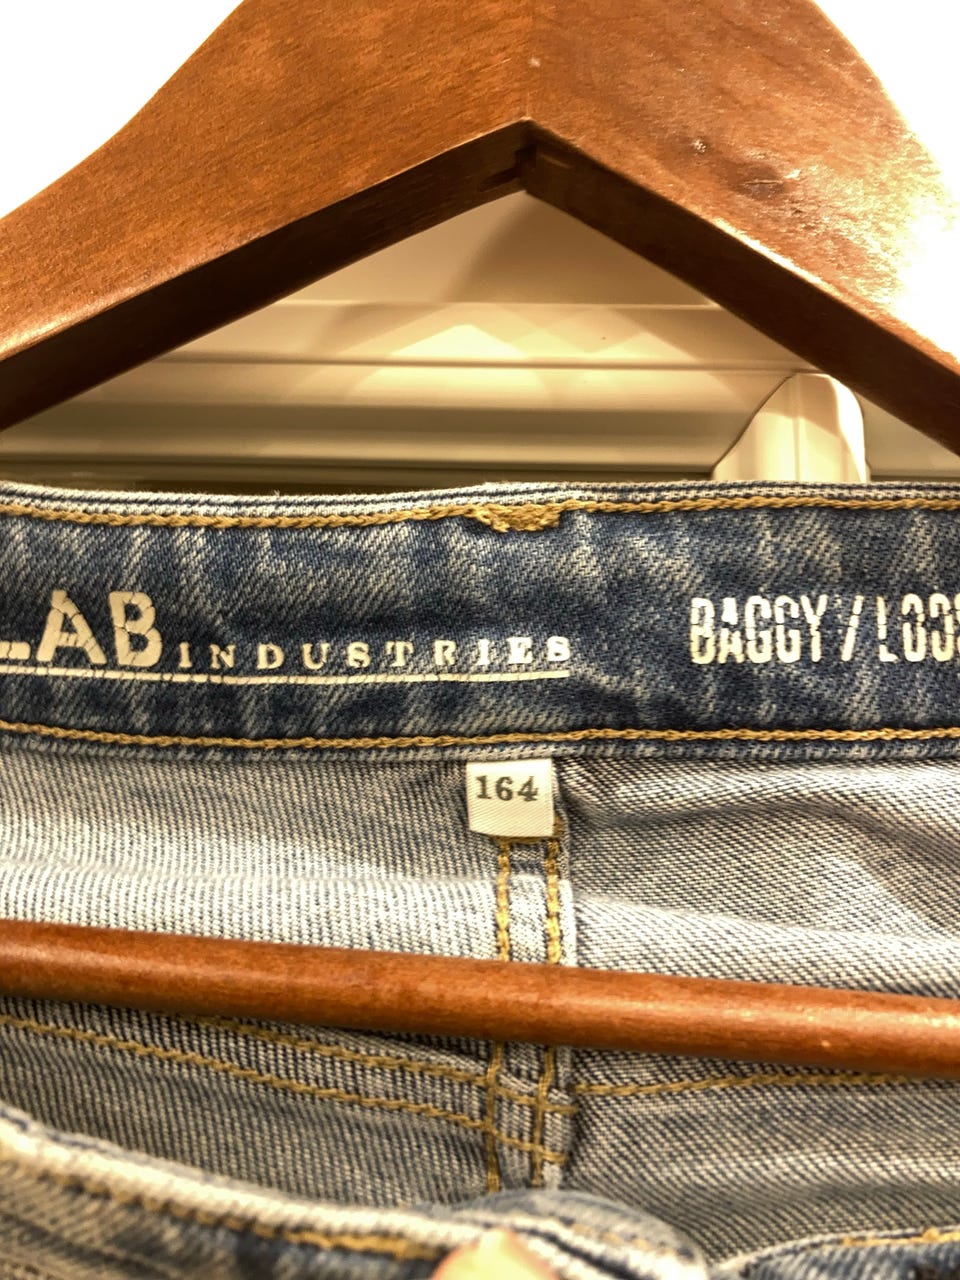 LAB INDUSTRIES
BAGGY / LOOS
164